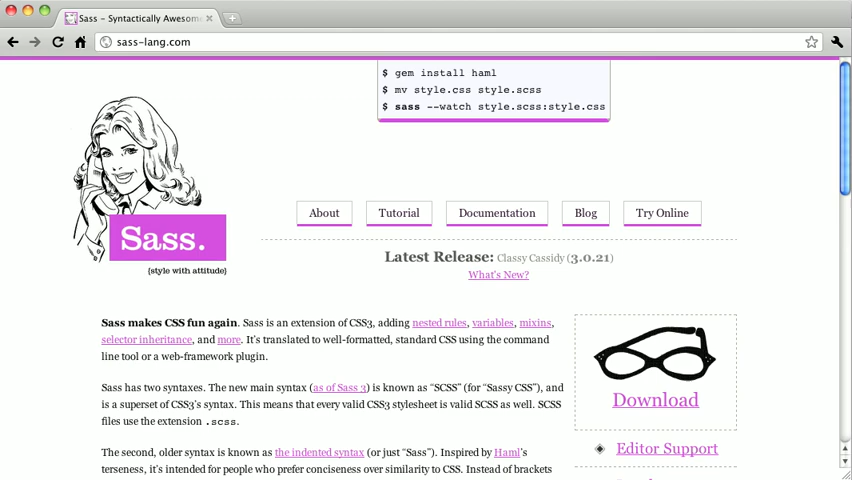 Sass - Syntactically Awesome
sass-lang.com
$ gem install haml
$ mv style.css style.scss
$ sass --watch style.scss:style.css
Sass.
{style with attitude}
About Tutorial Documentation Blog Try Online
Latest Release: Classy Cassidy (3.0.21)
What's New?
Sass makes CSS fun again. Sass is an extension of CSS3, adding nested rules, variables, mixins,
selector inheritance, and more. It's translated to well-formatted, standard CSS using the command
line tool or a web-framework plugin.
Sass has two syntaxes. The new main syntax (as of Sass 3) is known as “SCSS” (for “Sassy CSS”), and
is a superset of CSS3's syntax. This means that every valid CSS3 stylesheet is valid SCSS as well. SCSS
files use the extension .scss.
The second, older syntax is known as the indented syntax (or just “Sass”). Inspired by Haml's
terseness, it's intended for people who prefer conciseness over similarity to CSS. Instead of brackets
Download
Editor Support